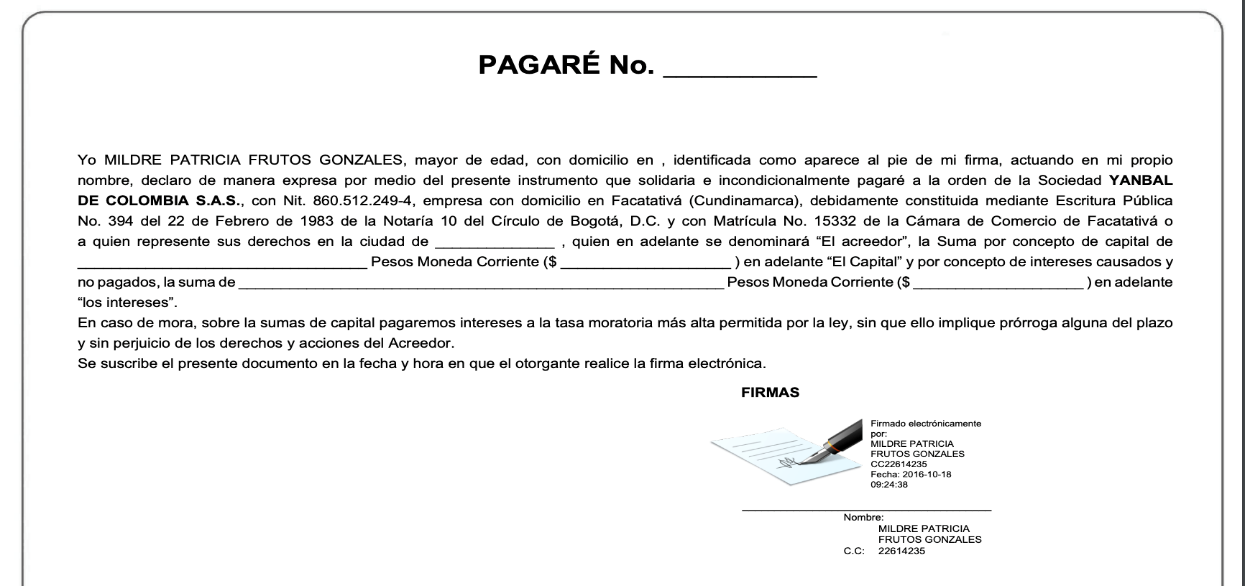 PAGARÉ No. ___________
Yo MILDRE PATRICIA FRUTOS GONZALES, mayor de edad, con domicilio en , identificada como aparece al pie de mi firma, actuando en mi propio
nombre, declaro de manera expresa por medio del presente instrumento que solidaria e incondicionalmente pagaré a la orden de la Sociedad YANBAL
DE COLOMBIA S.A.S., con Nit. 860.512.249-4, empresa con domicilio en Facatativá (Cundinamarca), debidamente constituida mediante Escritura Pública
No. 394 del 22 de Febrero de 1983 de la Notaría 10 del Círculo de Bogotá, D.C. y con Matrícula No. 15332 de la Cámara de Comercio de Facatativá o
a quien represente sus derechos en la ciudad de _______________ , quien en adelante se denominará “El acreedor”, la Suma por concepto de capital de
____________________________________ Pesos Moneda Corriente ($ _____________________ ) en adelante “El Capital” y por concepto de intereses causados y
no pagados, la suma de ____________________________________________________________ Pesos Moneda Corriente ($ _____________________ ) en adelante
“los intereses”.
En caso de mora, sobre la sumas de capital pagaremos intereses a la tasa moratoria más alta permitida por la ley, sin que ello implique prórroga alguna del plazo
y sin perjuicio de los derechos y acciones del Acreedor.
Se suscribe el presente documento en la fecha y hora en que el otorgante realice la firma electrónica.
FIRMAS
Firmado electrónicamente
por:
MILDRE PATRICIA
FRUTOS GONZALES
CC22614235
Fecha: 2016-10-18
09:24:38
Nombre:
MILDRE PATRICIA
FRUTOS GONZALES
C.C: 22614235